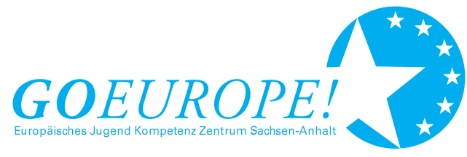 GOEUROPE!
Europäisches Jugend Kompetenz Zentrum Sachsen-Anhalt